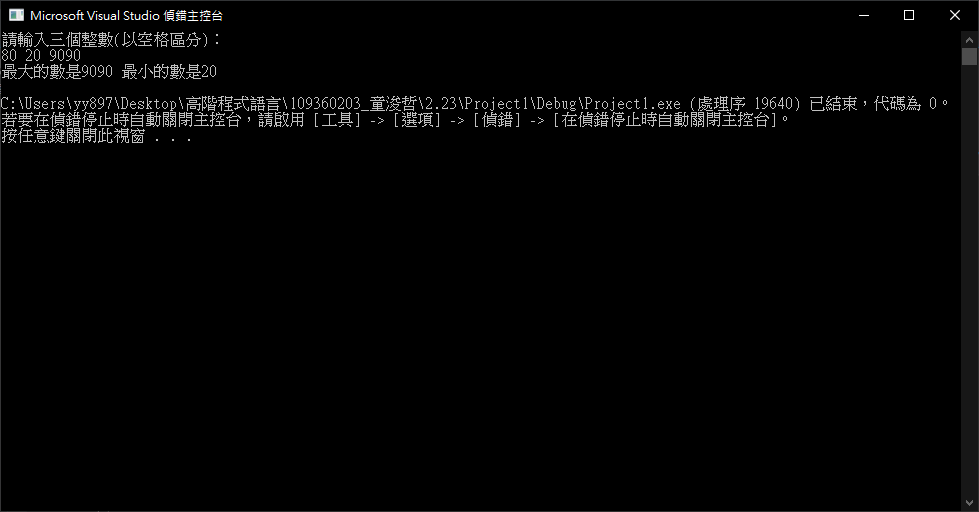 Microsoft Visual Studio 偵錯主控台
請輸入三個整數(以空格區分)：
80 20 9090
最大的數是9090 最小的數是20
C:\Users\yy897\Desktop\高階程式語言\109360203_童浚哲\2.23\Project1\Debug\Project1.exe (處理序 19640) 已結束，代碼為 0。
若要在偵錯停止時自動關閉主控台，請啟用 [工具] -> [選項] -> [偵錯] -> [在偵錯停止時自動關閉主控台]。
按任意鍵關閉此視窗 . . .